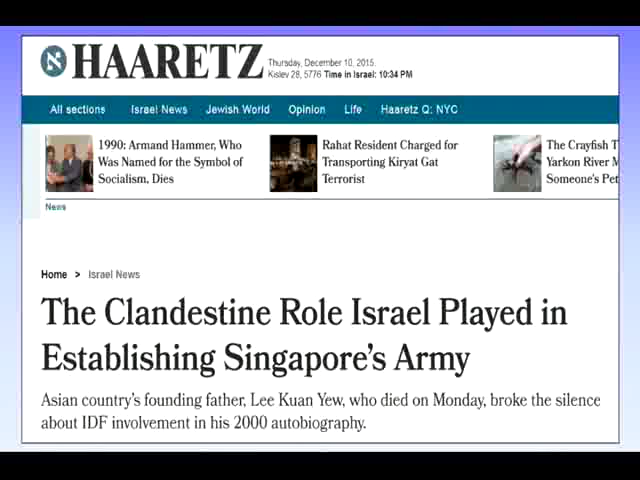 HAARETZ
Thursday, December 10, 2015.
Kislev 28, 5776 Time in Israel: 10:34 PM
All sections Israel News Jewish World Opinion Life Haaretz Q: NYC
1990: Armand Hammer, Who
Was Named for the Symbol of
Socialism, Dies
Rahat Resident Charged for
Transporting Kiryat Gat
Terrorist
The Crayfish T
Yarkon River M
Someone's Pet
News
Home > Israel News
The Clandestine Role Israel Played in
Establishing Singapore's Army
Asian country's founding father, Lee Kuan Yew, who died on Monday, broke the silence
about IDF involvement in his 2000 autobiography.